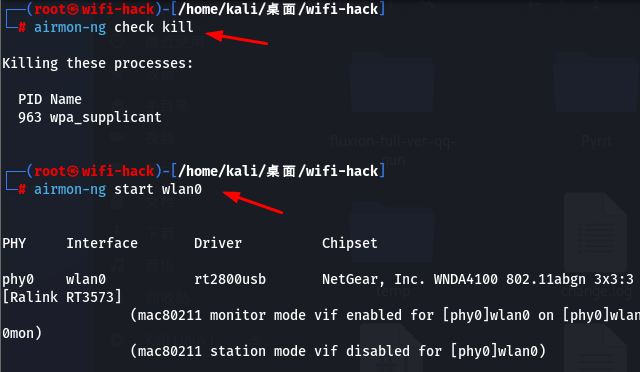 ┌──(root㉿wifi-hack)-[/home/kali/桌面/wifi-hack]
└─# airmon-ng check kill
Killing these processes:
PID Name
963 wpa_supplicant
┌──(root㉿wifi-hack)-[/home/kali/桌面/wifi-hack]
└─# airmon-ng start wlan0
PHY Interface Driver Chipset
phy0 wlan0 rt2800usb NetGear, Inc. WNDA4100 802.11abgn 3x3:3
[Ralink RT3573]
(mac80211 monitor mode vif enabled for [phy0]wlan0 on [phy0]wlan
0mon)
(mac80211 station mode vif disabled for [phy0]wlan0)
temp